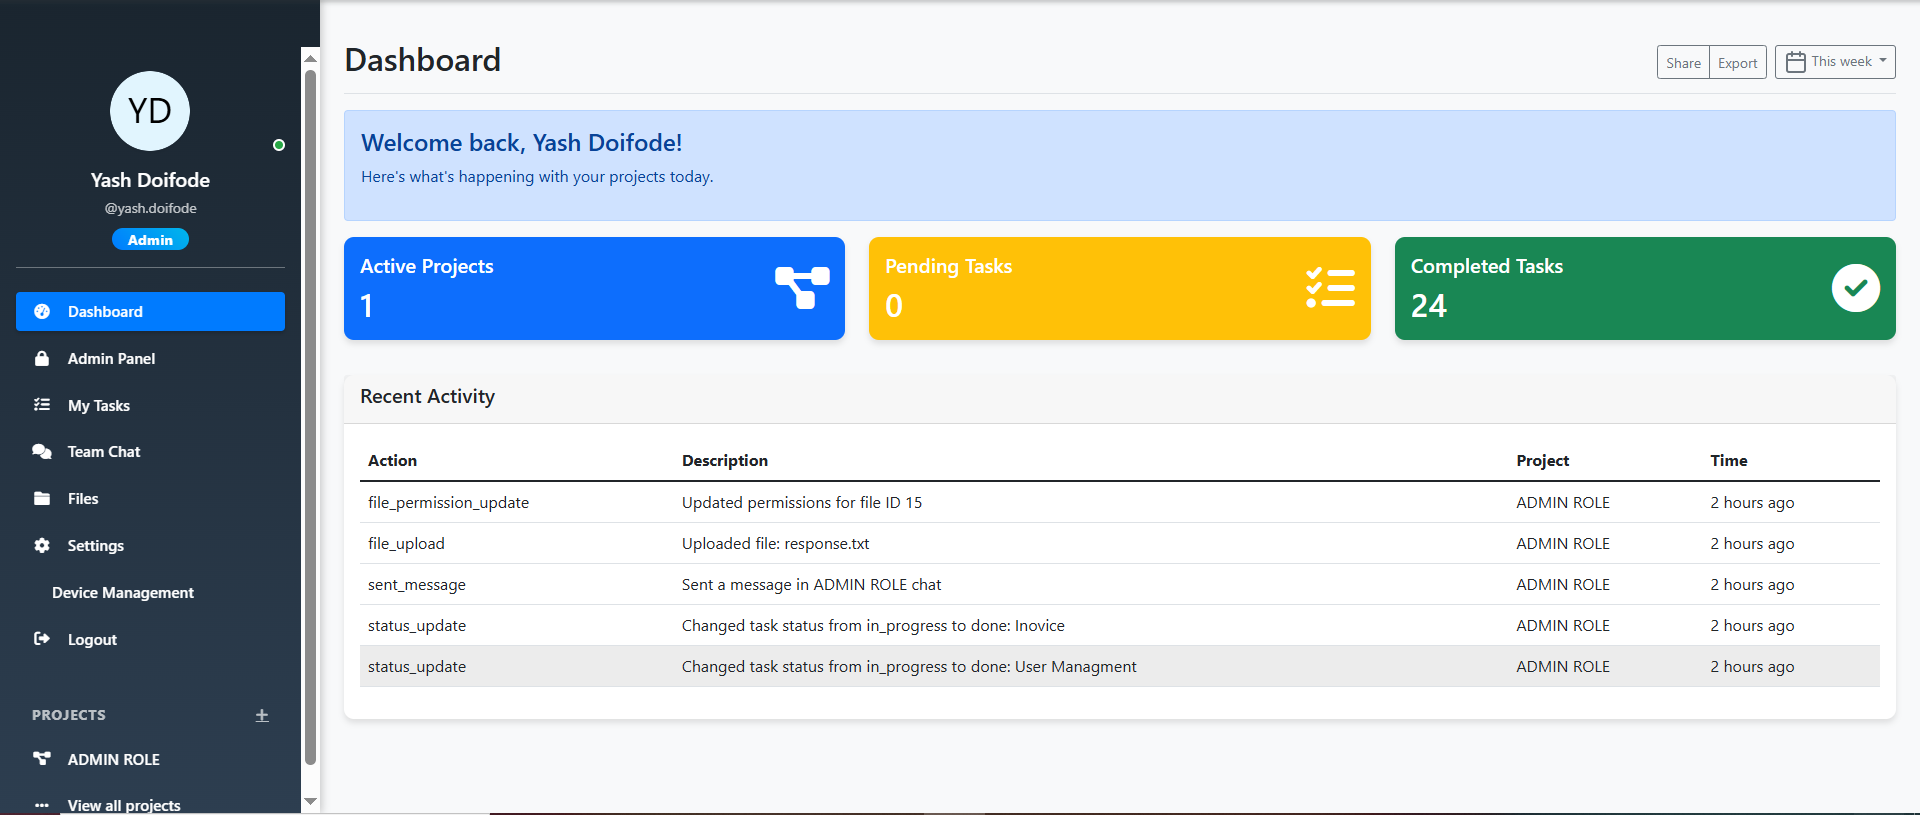 YD
Yash Doifode
@yash.doifode
Admin
Dashboard
Admin Panel
My Tasks
Team Chat
Files
Settings
Device Management
Logout
PROJECTS
ADMIN ROLE
View all projects
Dashboard
Share Export This week
Welcome back, Yash Doifode!
Here's what's happening with your projects today.
Active Projects
1
Pending Tasks
0
Completed Tasks
24
Recent Activity
Action Description Project Time
file_permission_update Updated permissions for file ID 15 ADMIN ROLE 2 hours ago
file_upload Uploaded file: response.txt ADMIN ROLE 2 hours ago
sent_message Sent a message in ADMIN ROLE chat ADMIN ROLE 2 hours ago
status_update Changed task status from in_progress to done: Inovice ADMIN ROLE 2 hours ago
status_update Changed task status from in_progress to done: User Managment ADMIN ROLE 2 hours ago